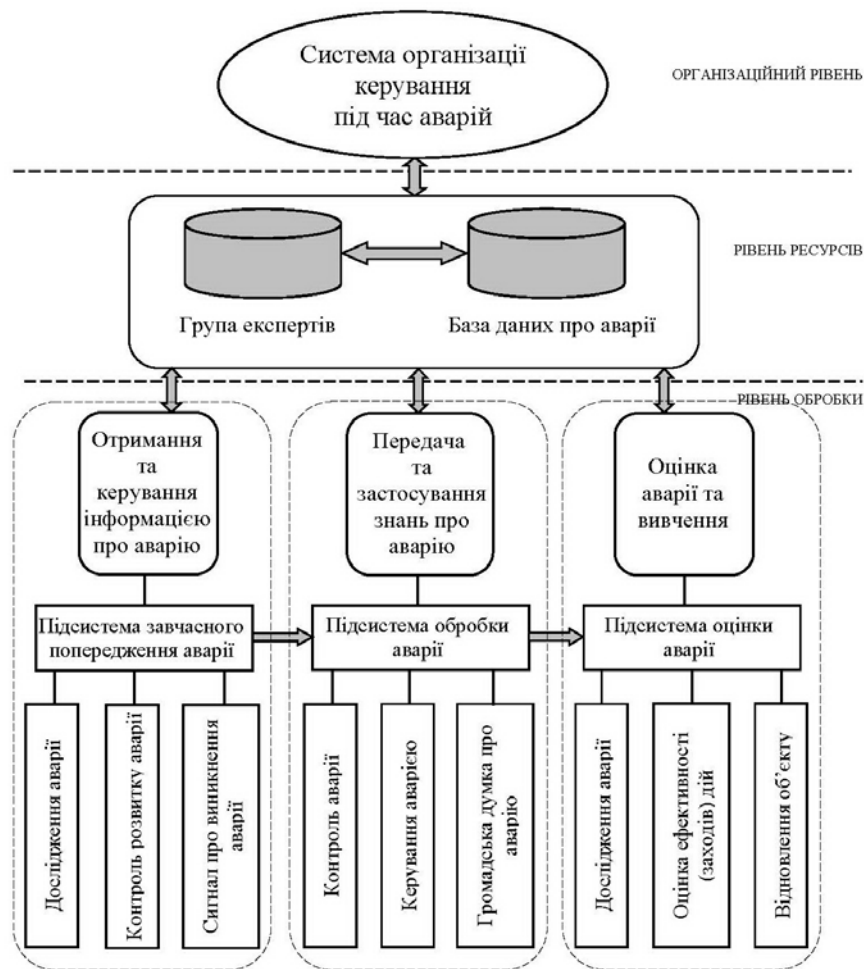 Система організації
керування
під час аварій
ОРГАНІЗАЦІЙНИЙ РІВЕНЬ
РІВЕНЬ РЕСУРСІВ
Група експертів
База даних про аварії
РІВЕНЬ ОБРОБКИ
Отримання
та
керування
інформацією
про аварію
Передача
та
застосування
знань про
аварію
Оцінка
аварії та
вивчення
Підсистема завчасного
попередження аварії
Підсистема обробки
аварії
Підсистема оцінки
аварії
Дослідження аварії
Контроль розвитку аварії
Сигнал про виникнення
аварії
Контроль аварії
Керування аварією
Громадська думка про
аварію
Дослідження аварії
Оцінка ефективності
(заходів) дій
Відновлення об’єкту